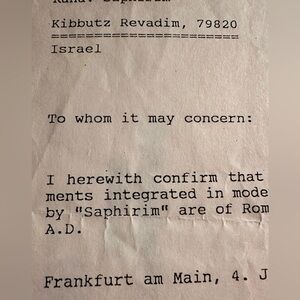 Kibbutz Revadim, 79820
======================
Israel
To whom it may concern:
I herewith confirm that
ments integrated in mode
by "Saphirim" are of Rom
A.D.
Frankfurt am Main, 4. J